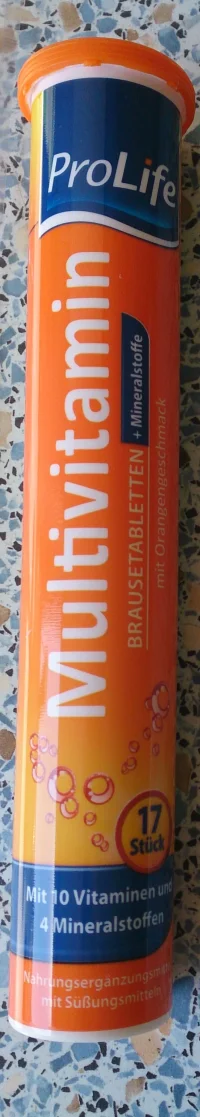 ProLife
Multivitamin
BRAUSETABLETTEN + Mineralstoffe
mit Orangengeschmack
17
Stück
Mit 10 Vitaminen und
4 Mineralstoffen
mit Süßungsmitteln